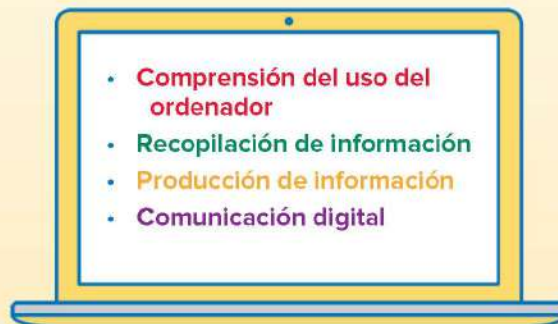 • Comprensión del uso del
ordenador
• Recopilación de información
• Producción de información
• Comunicación digital